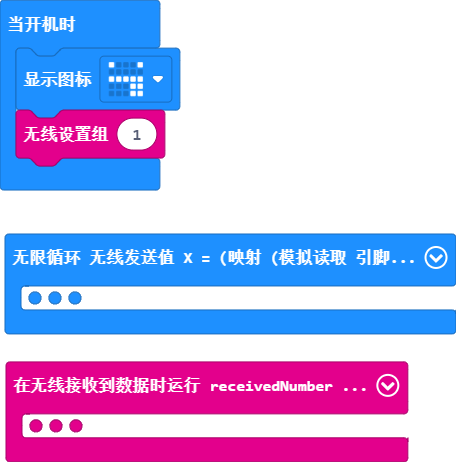 当开机时
显示图标
无线设置组 1
无限循环 无线发送值 X = (映射 (模拟读取 引脚...
在无线接收到数据时运行 receivedNumber ...